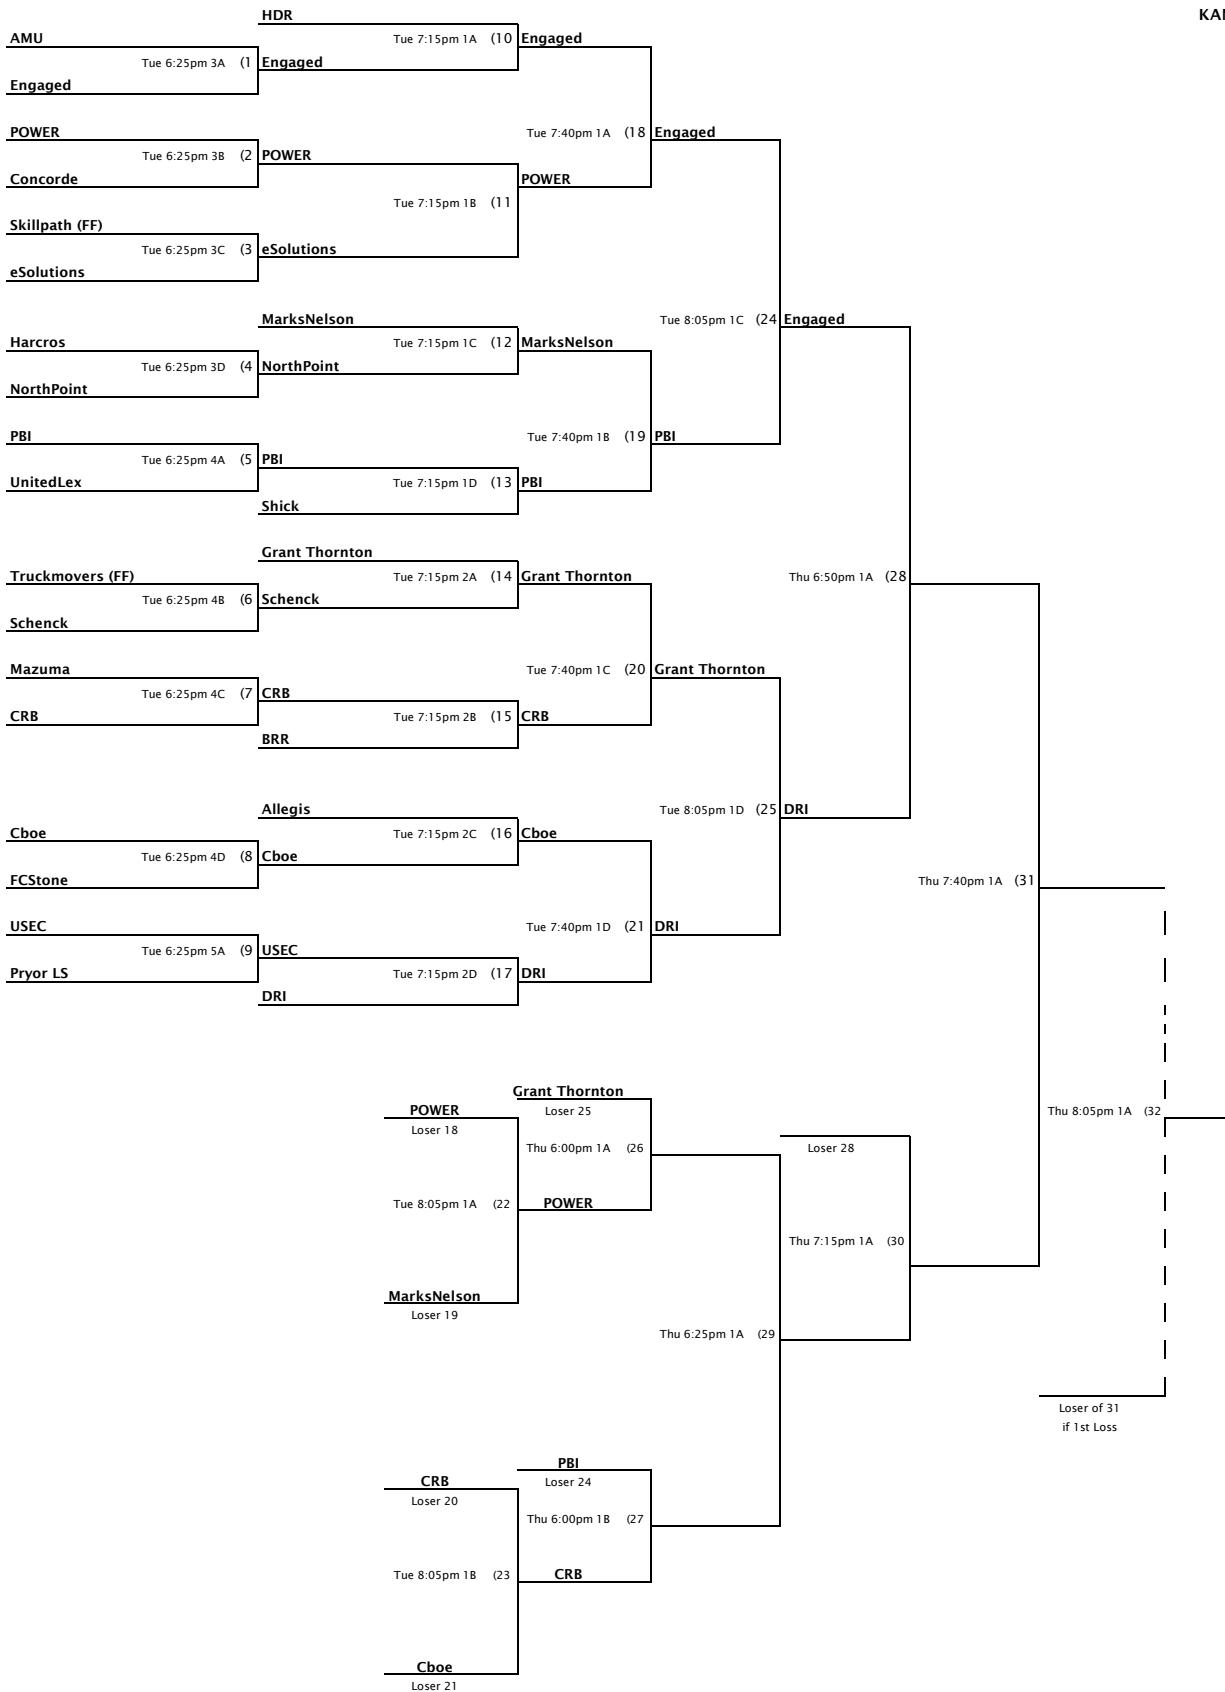 HDR
KAI
AMU
Tue 7:15pm 1A (10 Engaged
Tue 6:25pm 3A (1 Engaged
Engaged
POWER
Tue 7:40pm 1A (18 Engaged
Tue 6:25pm 3B (2 POWER
Concorde
POWER
Tue 7:15pm 1B (11
Skillpath (FF)
Tue 6:25pm 3C (3 eSolutions
eSolutions
MarksNelson
Tue 8:05pm 1C (24 Engaged
Harcros
Tue 7:15pm 1C (12 MarksNelson
Tue 6:25pm 3D (4 NorthPoint
NorthPoint
PBI
Tue 7:40pm 1B (19 PBI
Tue 6:25pm 4A (5 PBI
UnitedLex
Tue 7:15pm 1D (13 PBI
Shick
Grant Thornton
Truckmovers (FF)
Tue 7:15pm 2A (14 Grant Thornton
Thu 6:50pm 1A (28
Tue 6:25pm 4B (6 Schenck
Schenck
Mazuma
Tue 7:40pm 1C (20 Grant Thornton
Tue 6:25pm 4C (7 CRB
CRB
Tue 7:15pm 2B (15 CRB
BRR
Allegis
Tue 8:05pm 1D (25 DRI
Cboe
Tue 7:15pm 2C (16 Cboe
Tue 6:25pm 4D (8 Cboe
FCStone
Thu 7:40pm 1A (31
USEC
Tue 7:40pm 1D (21 DRI
Tue 6:25pm 5A (9 USEC
Pryor LS
Tue 7:15pm 2D (17 DRI
DRI
Grant Thornton
POWER
Loser 25
Thu 8:05pm 1A (32
Loser 18
Thu 6:00pm 1A (26
Loser 28
Tue 8:05pm 1A (22
POWER
Thu 7:15pm 1A (30
MarksNelson
Loser 19
Thu 6:25pm 1A (29
Loser of 31
if 1st Loss
PBI
CRB
Loser 24
Loser 20
Thu 6:00pm 1B (27
Tue 8:05pm 1B (23
CRB
Cboe
Loser 21